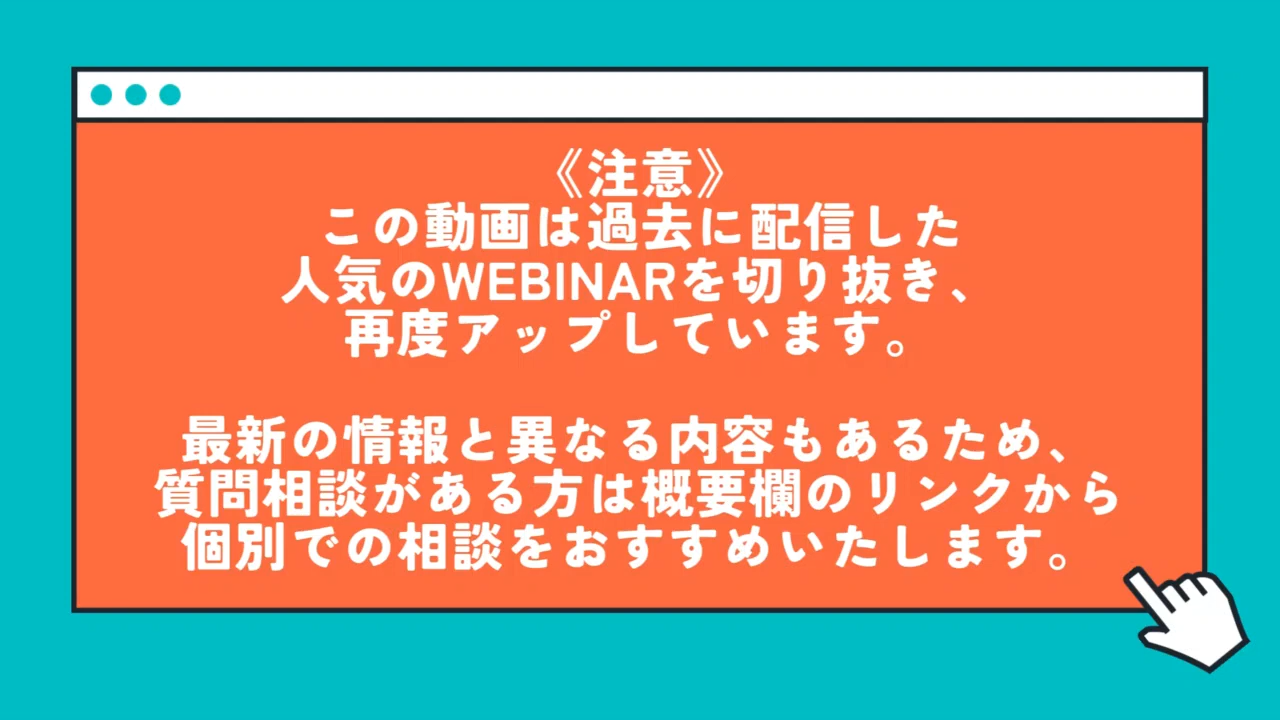 《注意》
この動画は過去に配信した
人気のWEBINARを切り抜き、
再度アップしています。
最新の情報と異なる内容もあるため、
質問相談がある方は概要欄のリンクから
個別での相談をおすすめいたします。